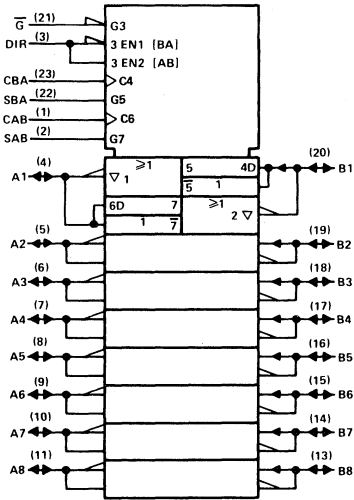 G̅ (21) G3
DIR (3) 3 EN1 [BA]
3 EN2 [AB]
CBA (23) C4
SBA (22) G5
CAB (1) C6
SAB (2) G7
A1 (4) ≥1 5 4D (20) B1
▽ 1 5̅ 1
6D 7 ≥1
1 7̅ 2 ▽
A2 (5) (19) B2
A3 (6) (18) B3
A4 (7) (17) B4
A5 (8) (16) B5
A6 (9) (15) B6
A7 (10) (14) B7
A8 (11) (13) B8